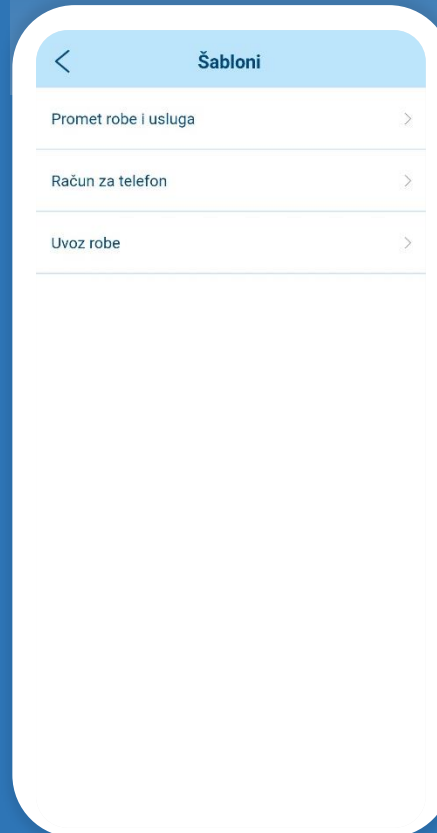 Šabloni
Promet robe i usluga
Račun za telefon
Uvoz robe